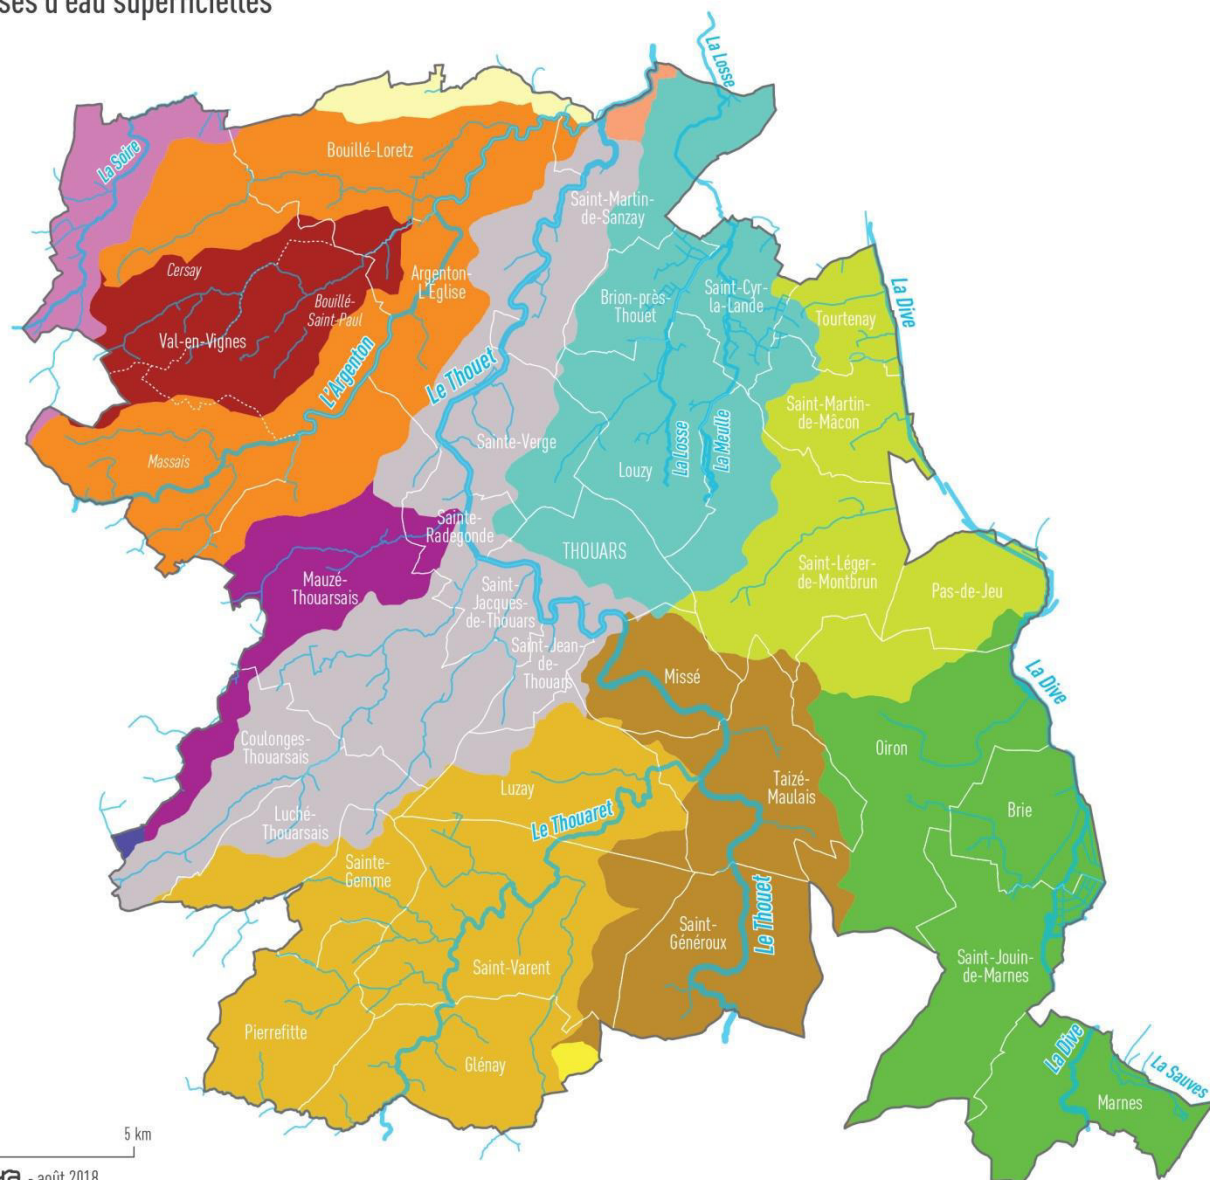 d'eau superficielles
La Losse
La Soire
Bouillé-Loretz
Saint-Martin-
de-Sanzay
Cersay
Argenton-
L'Église
Bouillé-
Saint-Paul
Val-en-Vignes
Brion-près-
Thouet
Saint-Cyr-
la-Lande
La Dive
Tourtenay
L'Argenton
Le Thouet
Saint-Martin-
de-Mâcon
Massais
Sainte-Verge
Louzy
La Losse
La Meulle
Sainte-
Radegonde
THOUARS
Mauzé-
Thouarsais
Saint-
Jacques-
de-Thouars
Saint-Léger-
de-Montbrun
Pas-de-Jeu
Saint-Jean-
de-
Thouars
Missé
La Dive
Coulonges-
Thouarsais
Oiron
Luzay
Taizé-
Maulais
Luché-
Thouarsais
Le Thouaret
Brie
Sainte-
Gemme
Saint-
Généroux
Le Thouet
Saint-Varent
Saint-Jouin-
de-Marnes
Pierrefitte
Glénay
La Dive
La Sauves
Marnes
5 km
- août 2018